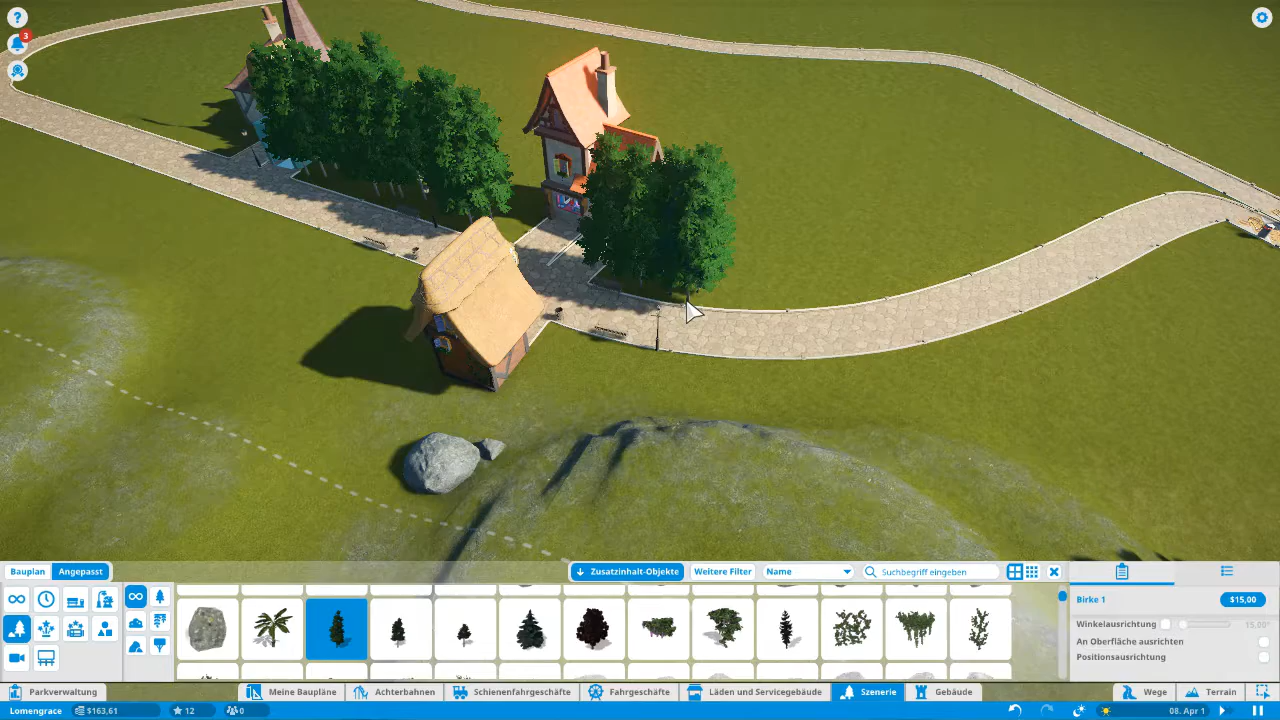 ?
3
Bauplan
Angepasst
Zusatzinhalt-Objekte
Weitere Filter
Name
Suchbegriff eingeben
Birke 1
$15,00
Winkelausrichtung
15,00°
An Oberfläche ausrichten
Positionsausrichtung
Parkverwaltung
Meine Baupläne
Achterbahnen
Schienenfahrgeschäfte
Fahrgeschäfte
Läden und Servicegebäude
Szenerie
Gebäude
Wege
Terrain
Lomengrace
$163,61
12
0
08. Apr 1